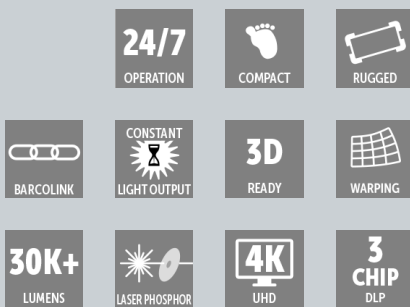 24/7
OPERATION
COMPACT
RUGGED
BARCOLINK
CONSTANT
LIGHT OUTPUT
3D
READY
WARPING
30K+
LUMENS
LASER PHOSPHOR
4K
UHD
3
CHIP
DLP